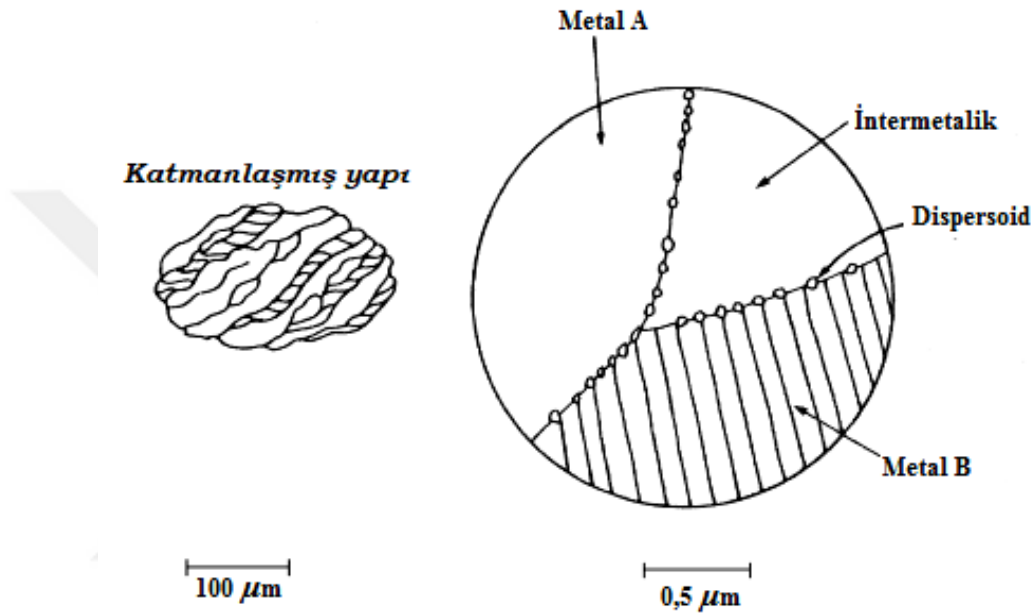 Metal A
İntermetalik
Katmanlaşmış yapı
Dispersoid
Metal B
100 μm
0,5 μm